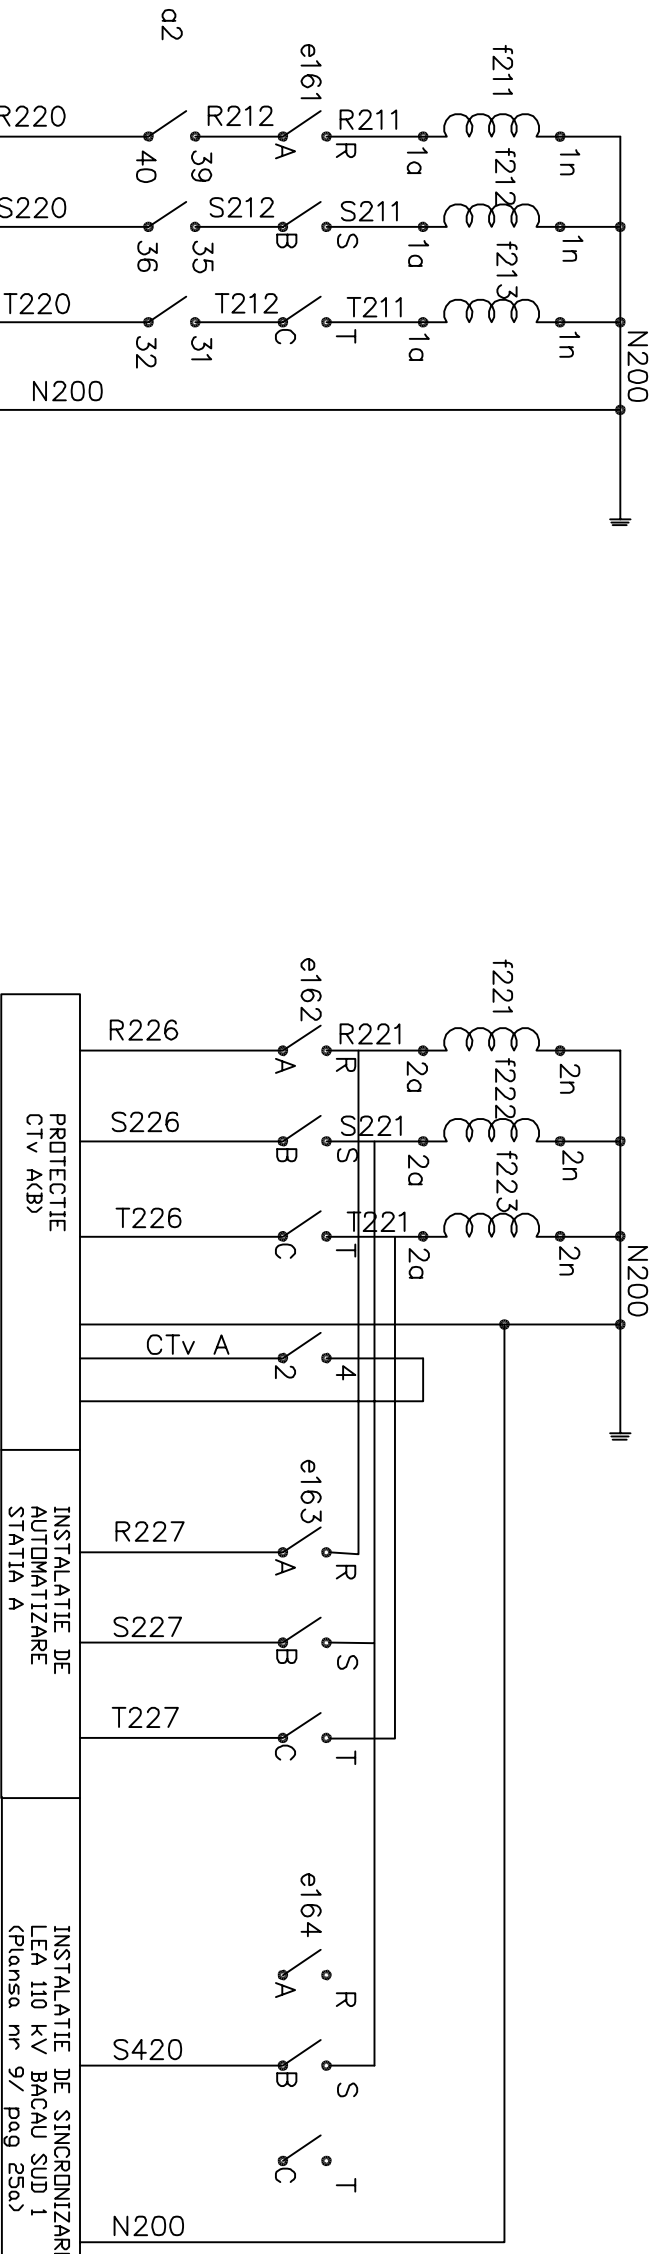 a2
e161
f211
R220
40
39
R212
A
R
R211
1a
1n
f212
S220
36
35
S212
B
S
S211
1a
1n
f213
T220
32
31
T212
C
T
T211
1a
1n
N200
N200
e162
f221
R226
A
R
R221
2a
2n
f222
S226
B
S
S221
2a
2n
f223
T226
C
T
T221
2a
2n
N200
CTv A
2
4
PROTECTIE
CTv A(B)
e163
R227
A
R
S227
B
S
T227
C
T
INSTALATIE DE
AUTOMATIZARE
STATIA A
e164
A
R
S420
B
S
C
T
N200
INSTALATIE DE SINCRONIZARE
LEA 110 kV BACAU SUD 1
(Plansa nr 9/ pag 25a)